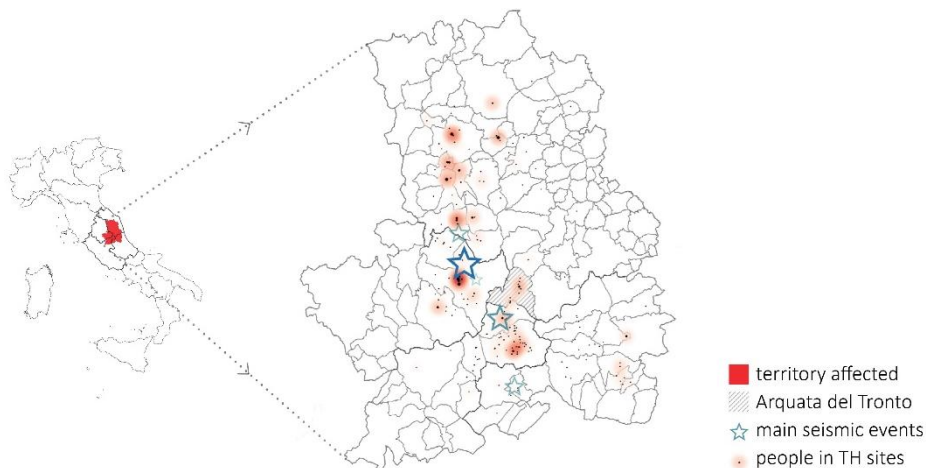 territory affected
Arquata del Tronto
main seismic events
people in TH sites